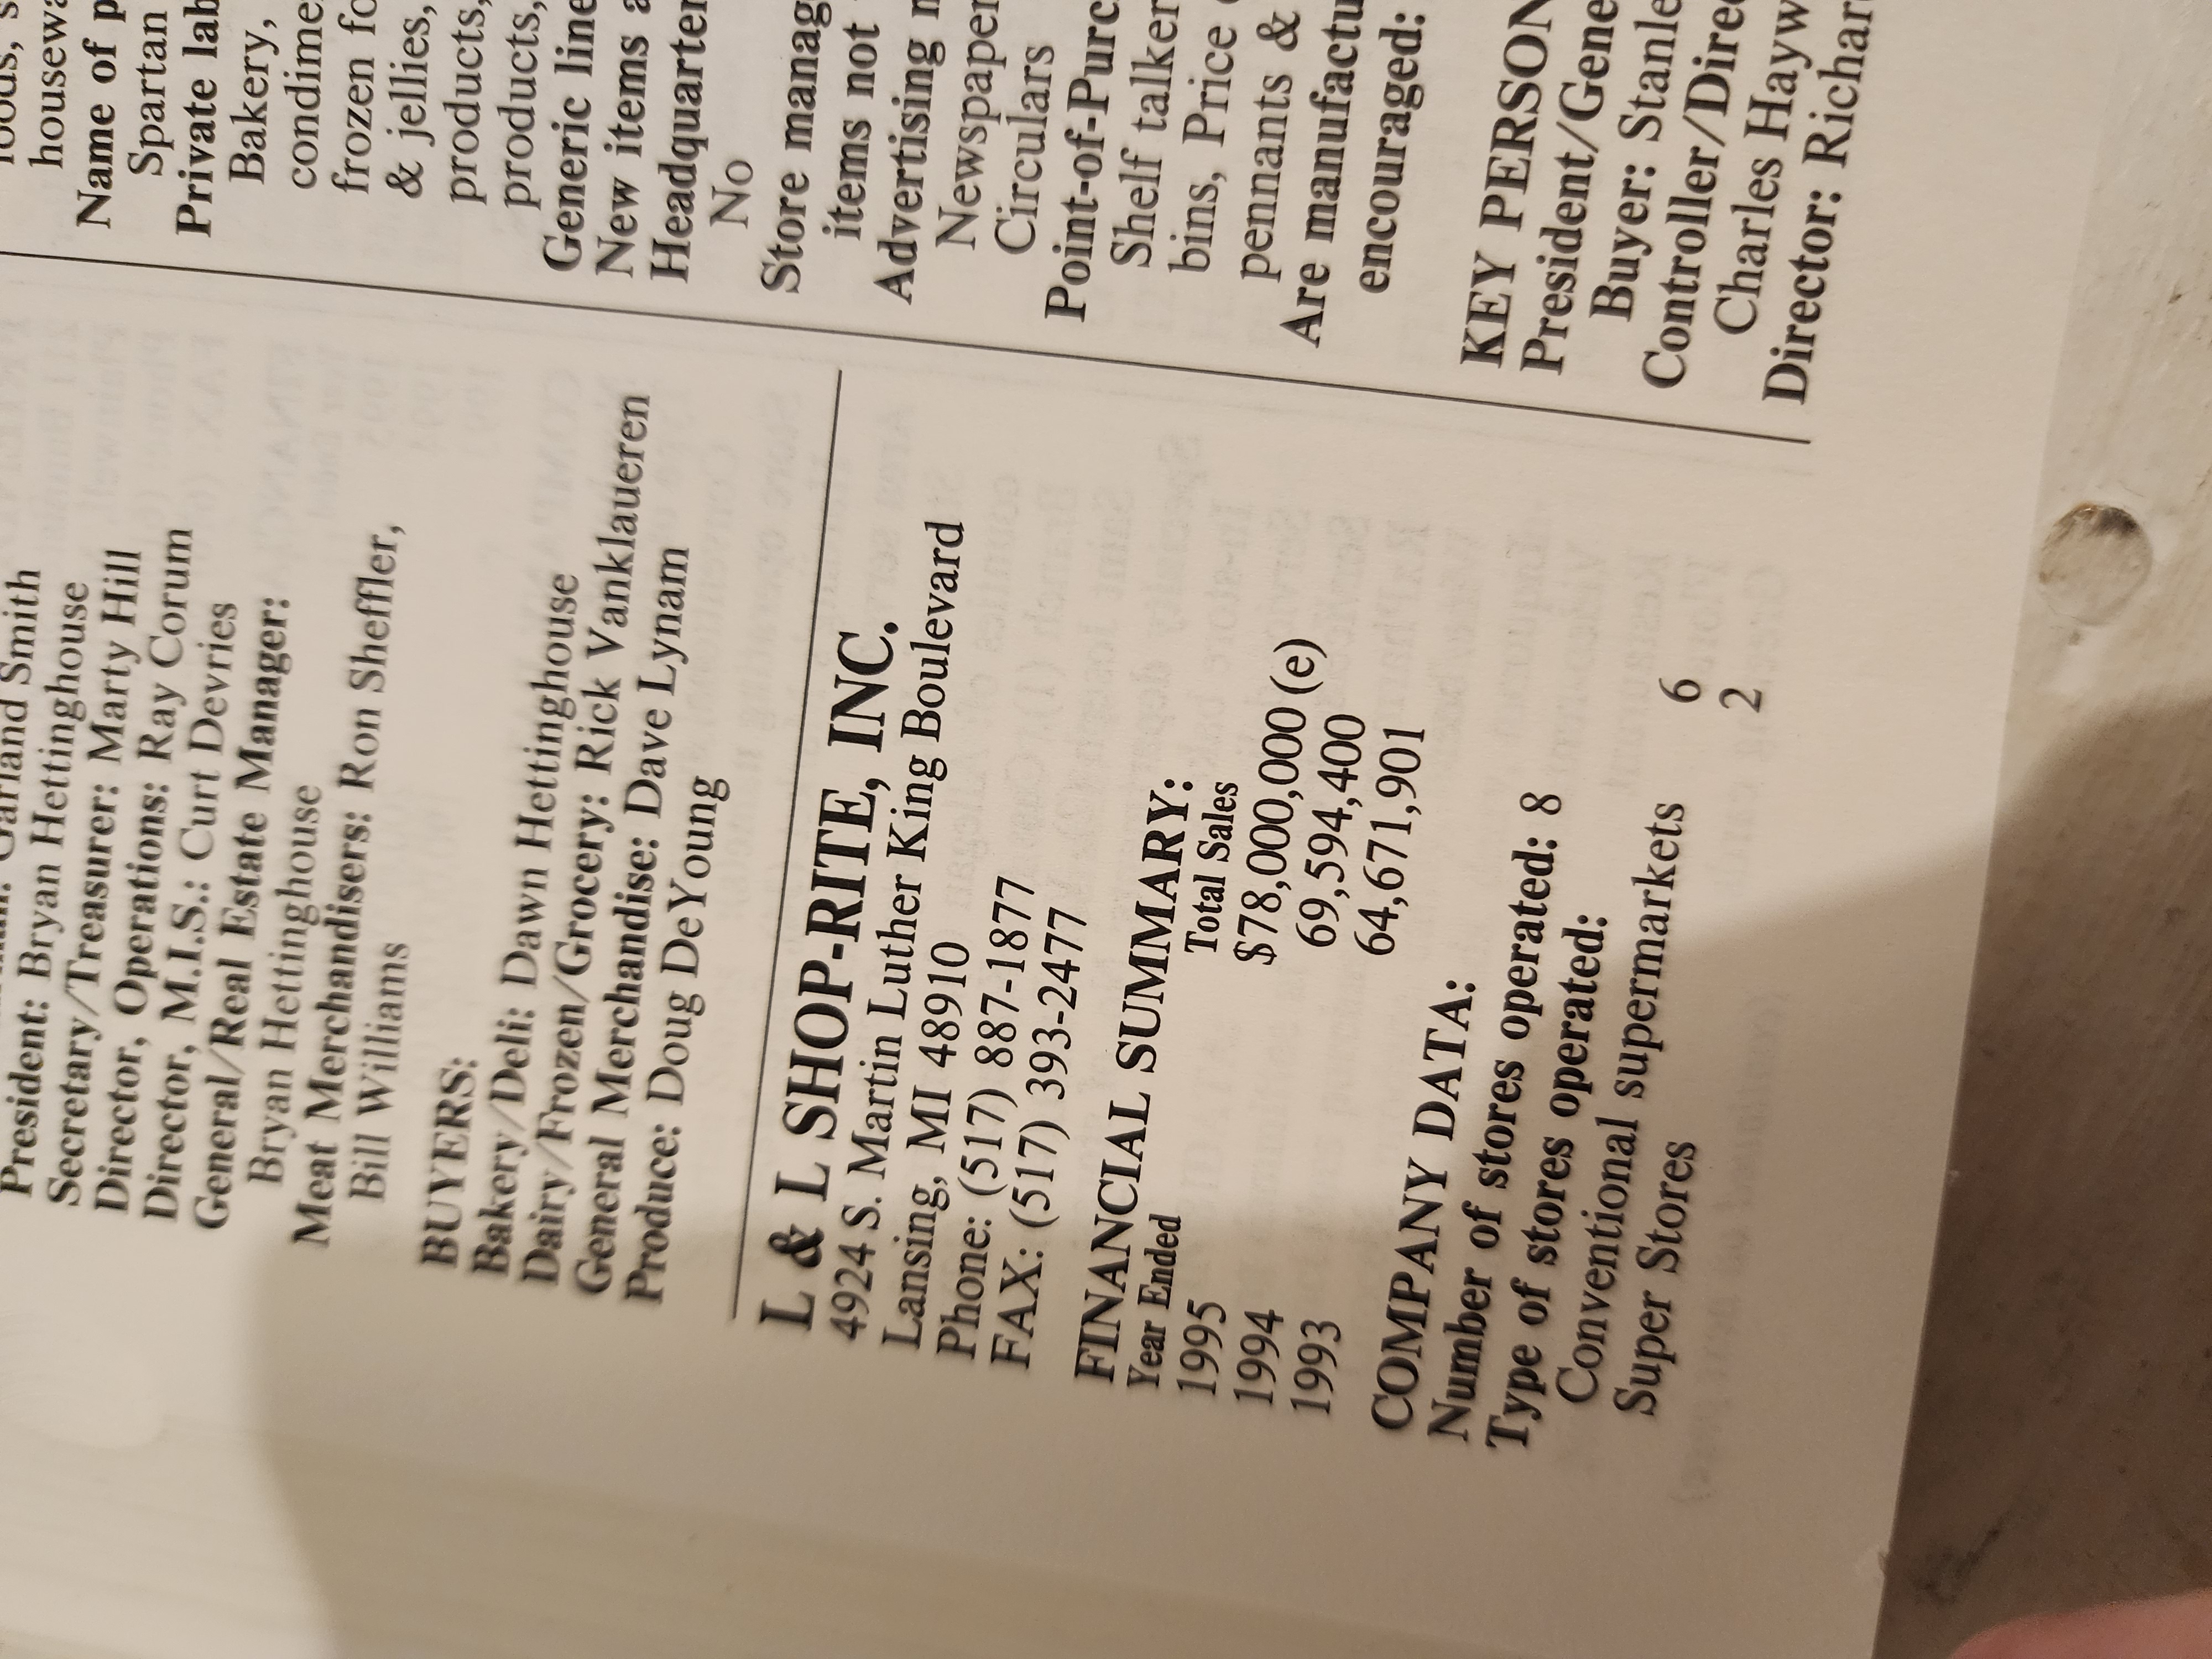 Garland Smith
President: Bryan Hettinghouse
Secretary/Treasurer: Marty Hill
Director, Operations: Ray Corum
Director, M.I.S.: Curt Devries
General/Real Estate Manager:
Bryan Hettinghouse
Meat Merchandisers: Ron Sheffler,
Bill Williams
BUYERS:
Bakery/Deli: Dawn Hettinghouse
Dairy/Frozen/Grocery: Rick Vanklaueren
General Merchandise: Dave Lynam
Produce: Doug DeYoung
L & L SHOP-RITE, INC.
4924 S. Martin Luther King Boulevard
Lansing, MI 48910
Phone: (517) 887-1877
FAX: (517) 393-2477
FINANCIAL SUMMARY:
Year Ended Total Sales
1995 $78,000,000 (e)
1994 69,594,400
1993 64,671,901
COMPANY DATA:
Number of stores operated: 8
Type of stores operated:
Conventional supermarkets 6
Super Stores 2
Name of p
Spartan
Private lab
Bakery,
condime
frozen fo
& jellies,
products,
products,
Generic line
New items a
Headquarter
No
Store manag
items not
Advertising m
Newspaper
Circulars
Point-of-Purc
Shelf talker
bins, Price
pennants &
Are manufactu
encouraged:
KEY PERSON
President/Gene
Buyer: Stanle
Controller/Direc
Charles Hayw
Director: Richar